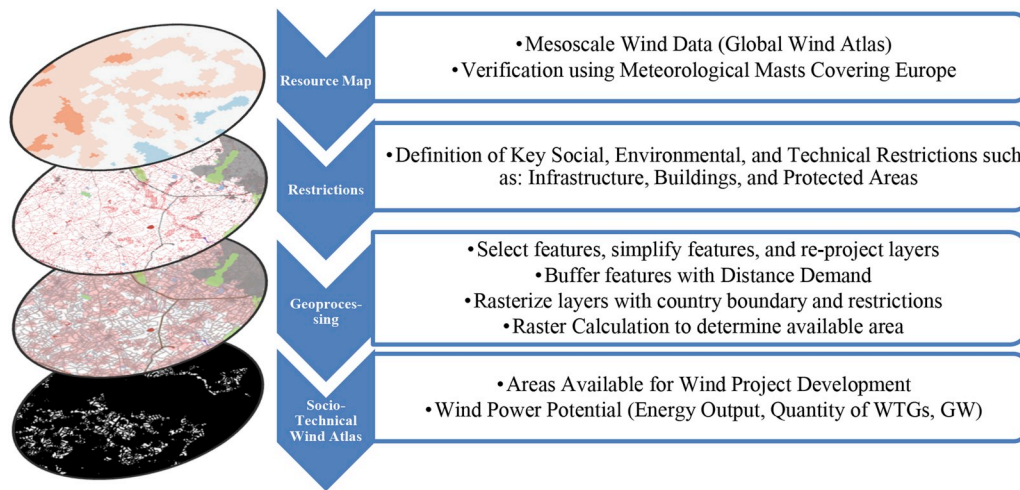 Resource Map
•Mesoscale Wind Data (Global Wind Atlas)
•Verification using Meteorological Masts Covering Europe
Restrictions
•Definition of Key Social, Environmental, and Technical Restrictions such
as: Infrastructure, Buildings, and Protected Areas
Geoproces-
sing
•Select features, simplify features, and re-project layers
•Buffer features with Distance Demand
•Rasterize layers with country boundary and restrictions
•Raster Calculation to determine available area
Socio-
Technical
Wind Atlas
•Areas Available for Wind Project Development
•Wind Power Potential (Energy Output, Quantity of WTGs, GW)